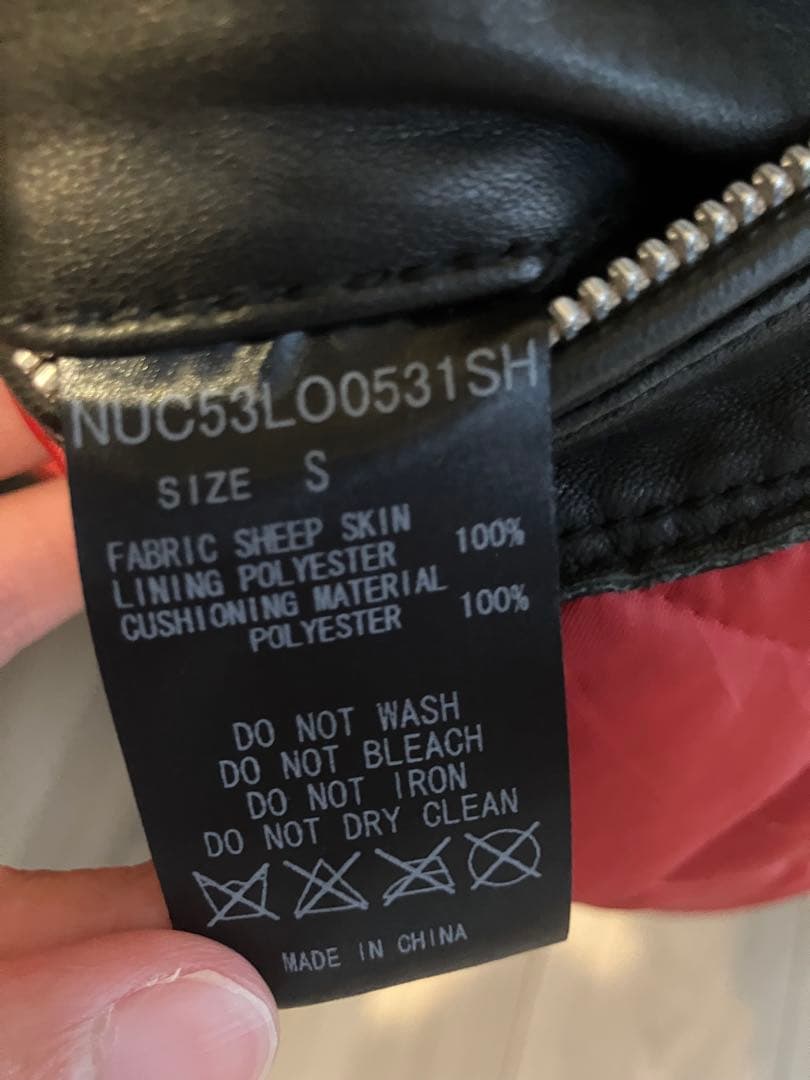 NUC53LO0531SH
SIZE S
FABRIC SHEEP SKIN
LINING POLYESTER 100%
CUSHIONING MATERIAL
POLYESTER 100%
DO NOT WASH
DO NOT BLEACH
DO NOT IRON
DO NOT DRY CLEAN
MADE IN CHINA